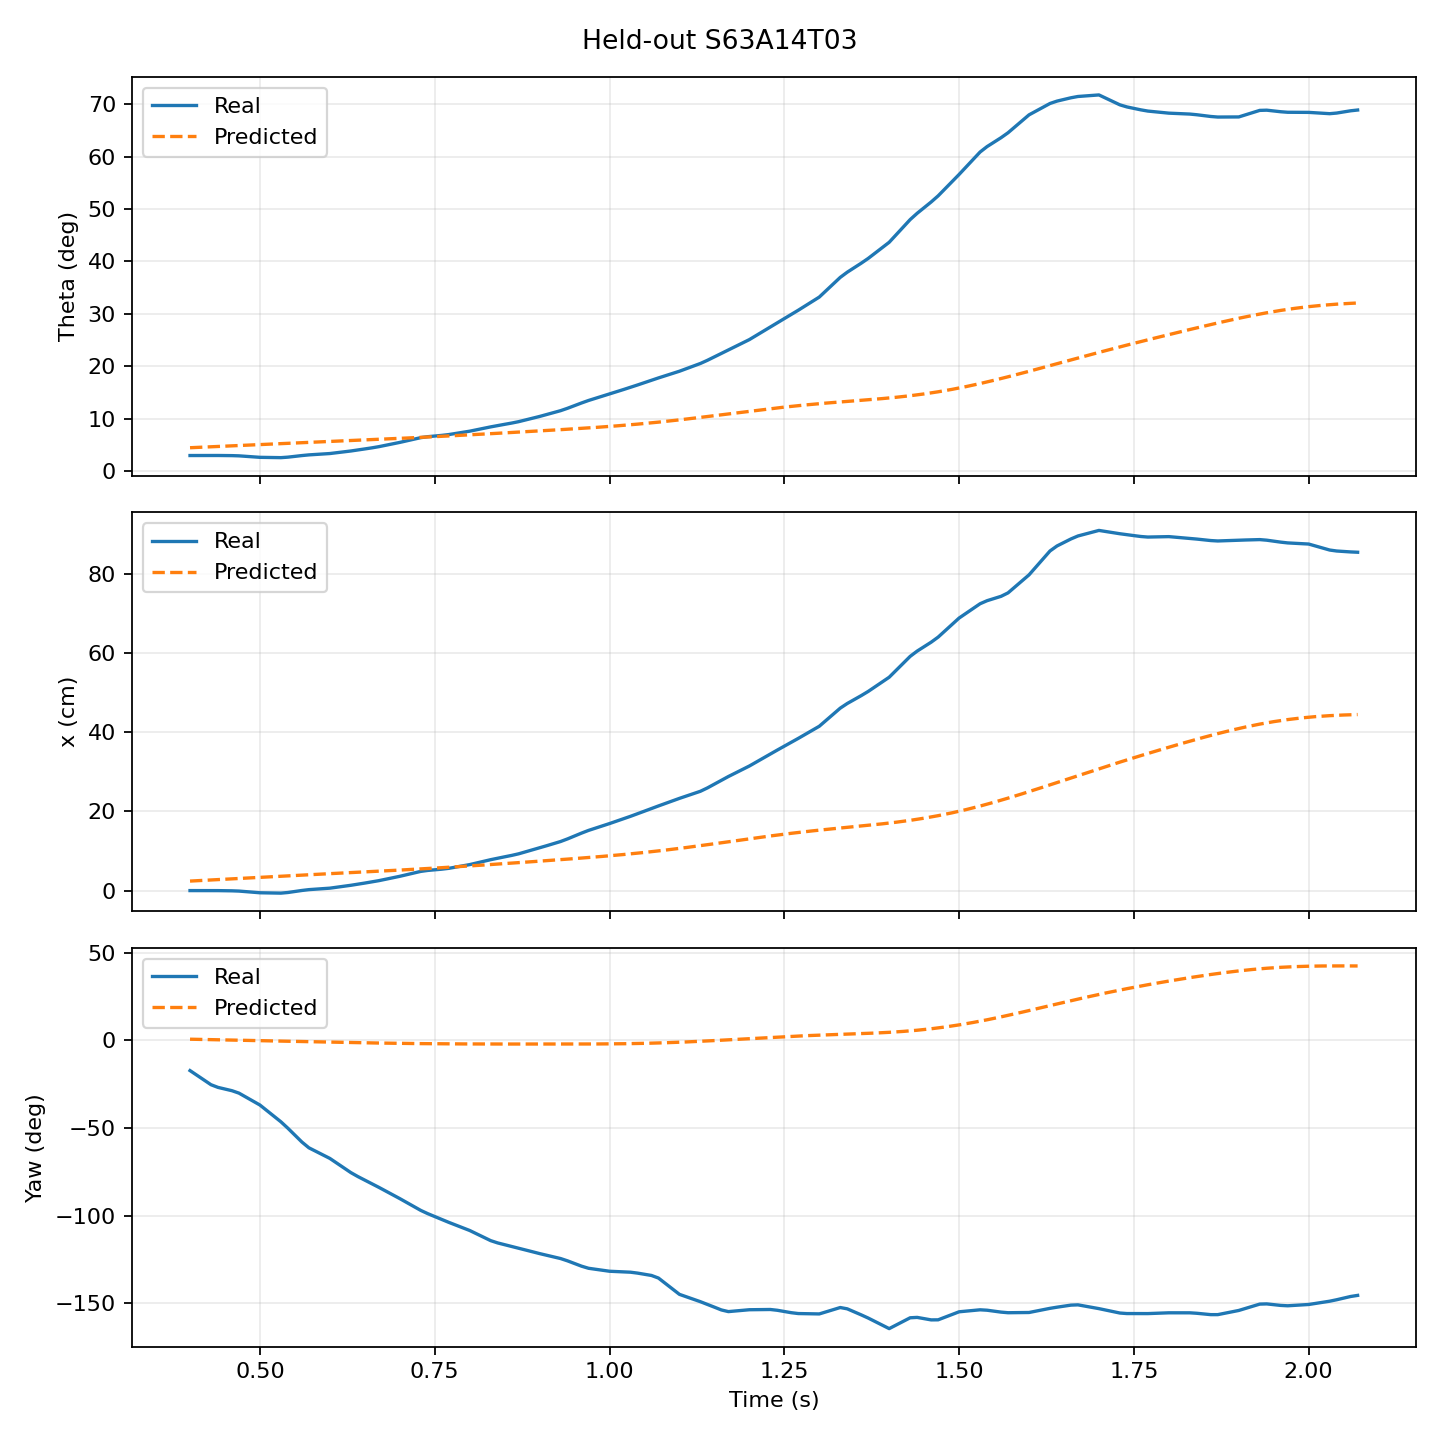 Held-out S63A14T03
Real
Predicted
Theta (deg)
70
60
50
40
30
20
10
0
Real
Predicted
x (cm)
80
60
40
20
0
Real
Predicted
Yaw (deg)
50
0
−50
−100
−150
0.50 0.75 1.00 1.25 1.50 1.75 2.00
Time (s)